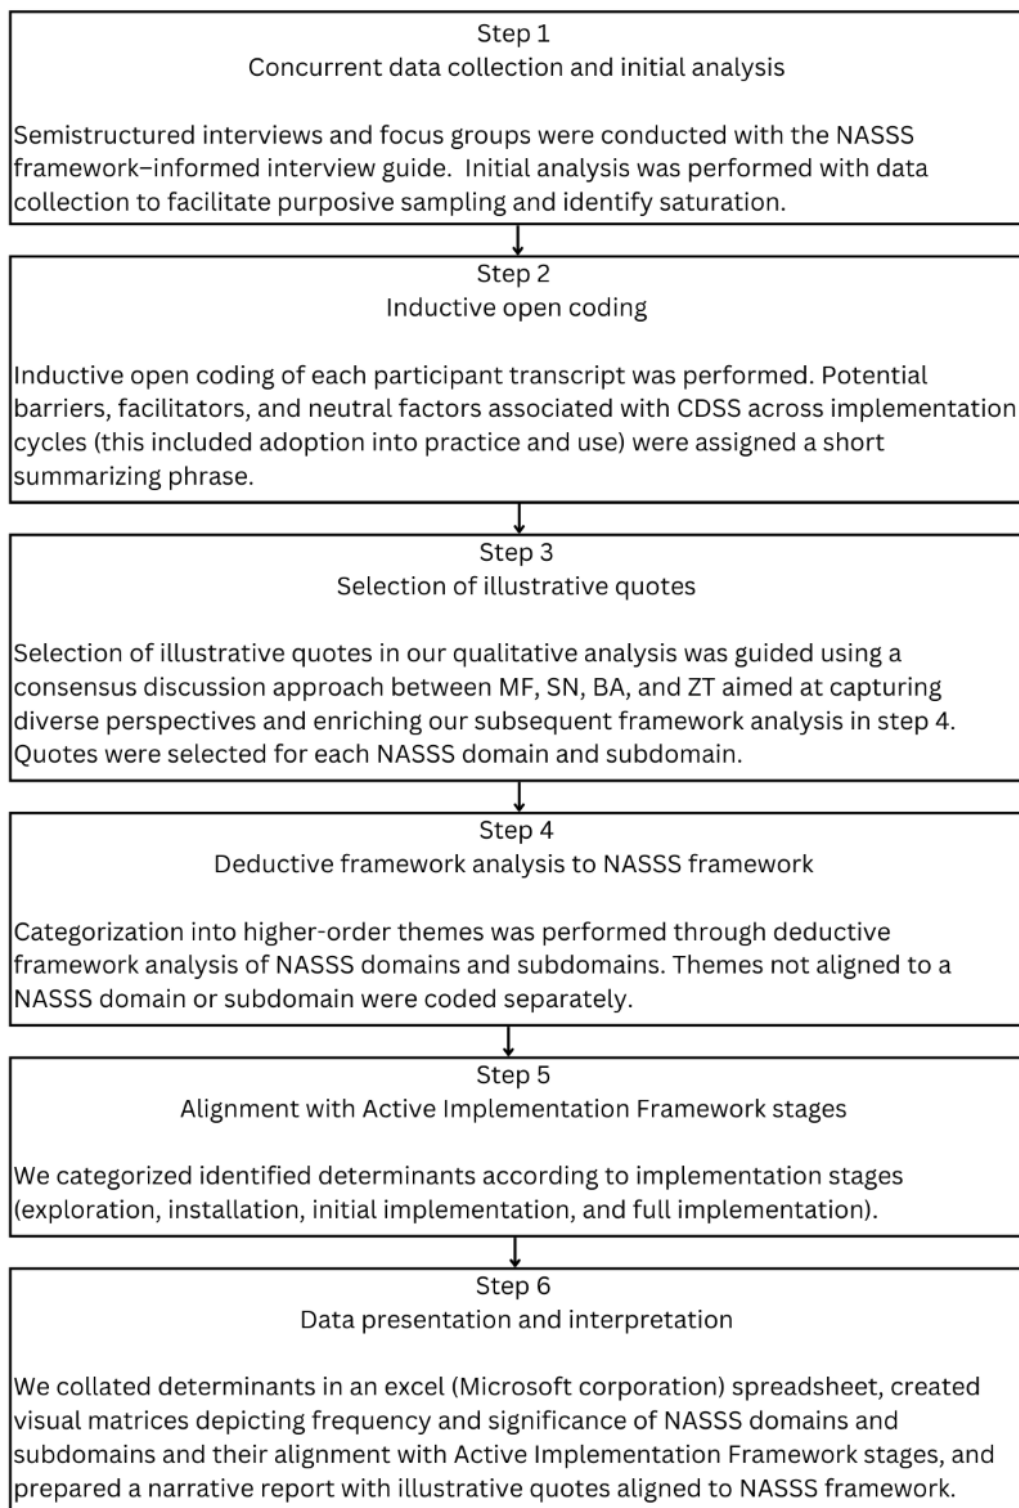 Step 1
Concurrent data collection and initial analysis
Semistructured interviews and focus groups were conducted with the NASSS
framework–informed interview guide.  Initial analysis was performed with data
collection to facilitate purposive sampling and identify saturation.
Step 2
Inductive open coding
Inductive open coding of each participant transcript was performed. Potential
barriers, facilitators, and neutral factors associated with CDSS across implementation
cycles (this included adoption into practice and use) were assigned a short
summarizing phrase.
Step 3
Selection of illustrative quotes
Selection of illustrative quotes in our qualitative analysis was guided using a
consensus discussion approach between MF, SN, BA, and ZT aimed at capturing
diverse perspectives and enriching our subsequent framework analysis in step 4.
Quotes were selected for each NASSS domain and subdomain.
Step 4
Deductive framework analysis to NASSS framework
Categorization into higher-order themes was performed through deductive
framework analysis of NASSS domains and subdomains. Themes not aligned to a
NASSS domain or subdomain were coded separately.
Step 5
Alignment with Active Implementation Framework stages
We categorized identified determinants according to implementation stages
(exploration, installation, initial implementation, and full implementation).
Step 6
Data presentation and interpretation
We collated determinants in an excel (Microsoft corporation) spreadsheet, created
visual matrices depicting frequency and significance of NASSS domains and
subdomains and their alignment with Active Implementation Framework stages, and
prepared a narrative report with illustrative quotes aligned to NASSS framework.